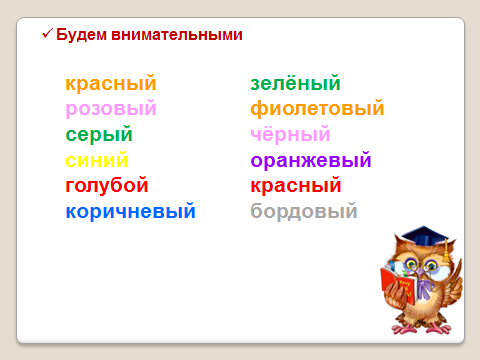 Будем внимательными
красный
розовый
серый
синий
голубой
коричневый
зелёный
фиолетовый
чёрный
оранжевый
красный
бордовый